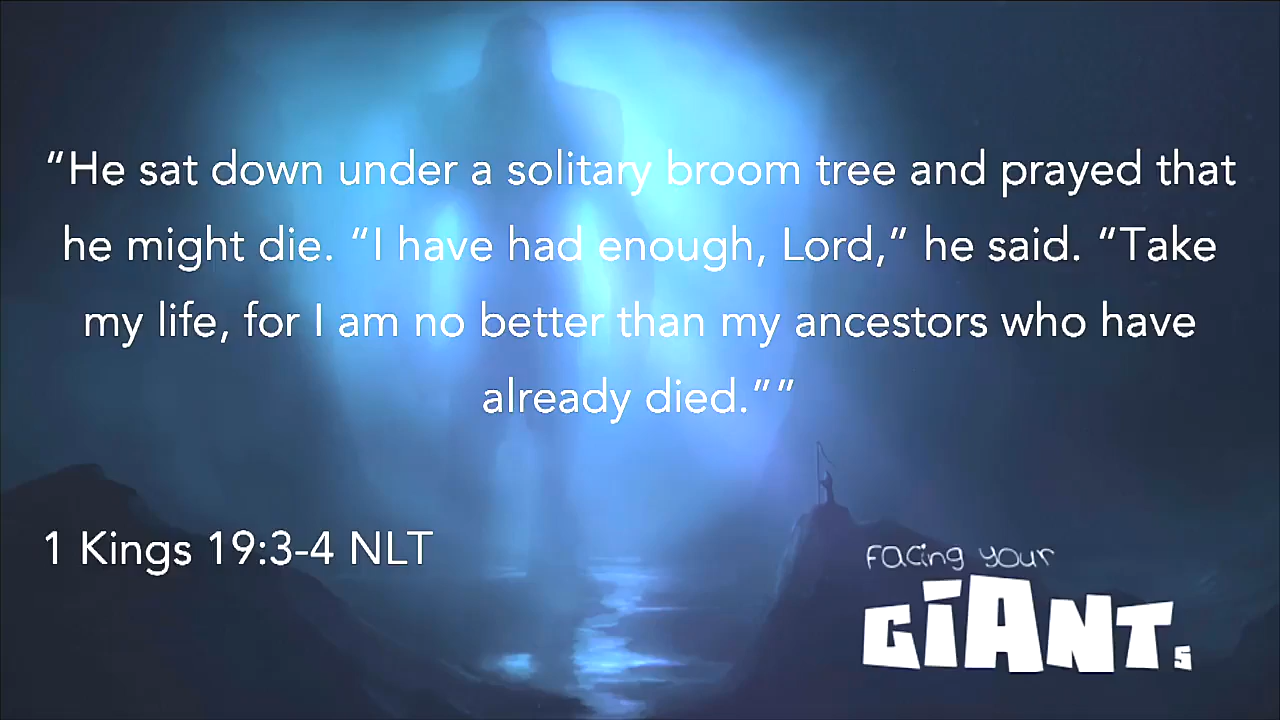 “He sat down under a solitary broom tree and prayed that
he might die. “I have had enough, Lord,” he said. “Take
my life, for I am no better than my ancestors who have
already died.””
1 Kings 19:3-4 NLT
Facing your
GIANTs